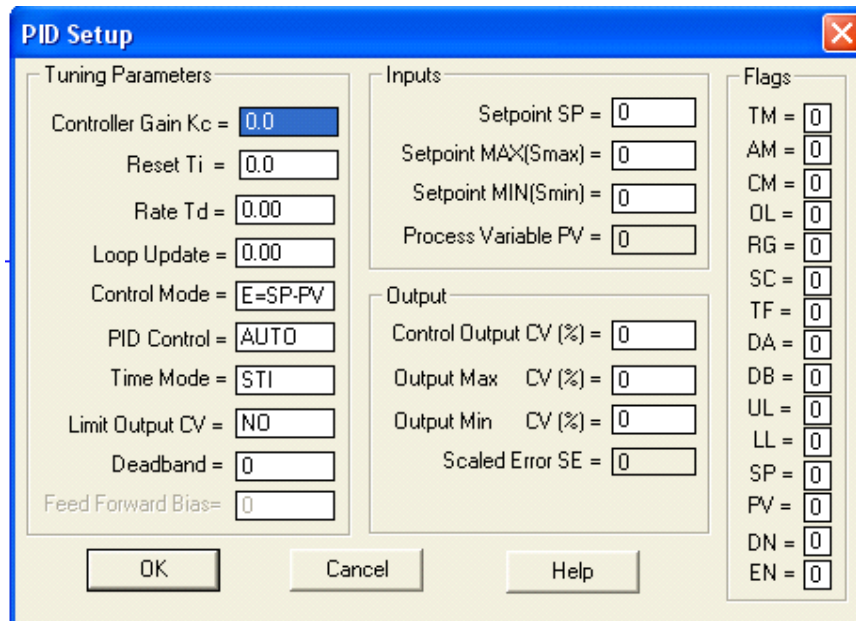 PID Setup
Tuning Parameters
Controller Gain Kc = 0.0
Reset Ti = 0.0
Rate Td = 0.00
Loop Update = 0.00
Control Mode = E=SP-PV
PID Control = AUTO
Time Mode = STI
Limit Output CV = NO
Deadband = 0
Feed Forward Bias= 0
Inputs
Setpoint SP = 0
Setpoint MAX(Smax) = 0
Setpoint MIN(Smin) = 0
Process Variable PV = 0
Output
Control Output CV (%) = 0
Output Max CV (%) = 0
Output Min CV (%) = 0
Scaled Error SE = 0
Flags
TM = 0
AM = 0
CM = 0
OL = 0
RG = 0
SC = 0
TF = 0
DA = 0
DB = 0
UL = 0
LL = 0
SP = 0
PV = 0
DN = 0
EN = 0
OK
Cancel
Help